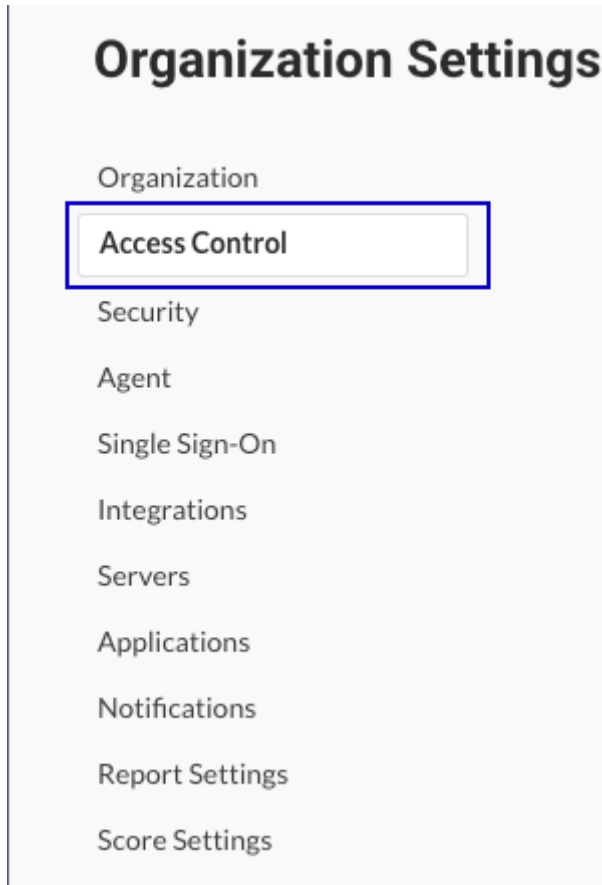 Organization Settings
Organization
Access Control
Security
Agent
Single Sign-On
Integrations
Servers
Applications
Notifications
Report Settings
Score Settings